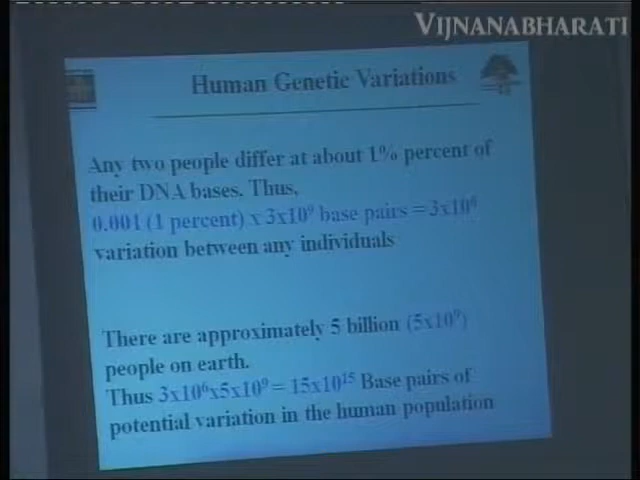 VIJNANABHARATI
Human Genetic Variations
Any two people differ at about 1% percent of
their DNA bases. Thus,
0.001 (1 percent) x 3x10⁹ base pairs = 3x10⁶
variation between any individuals
There are approximately 5 billion (5x10⁹)
people on earth.
Thus 3x10⁶x5x10⁹ = 15x10¹⁵ Base pairs of
potential variation in the human population